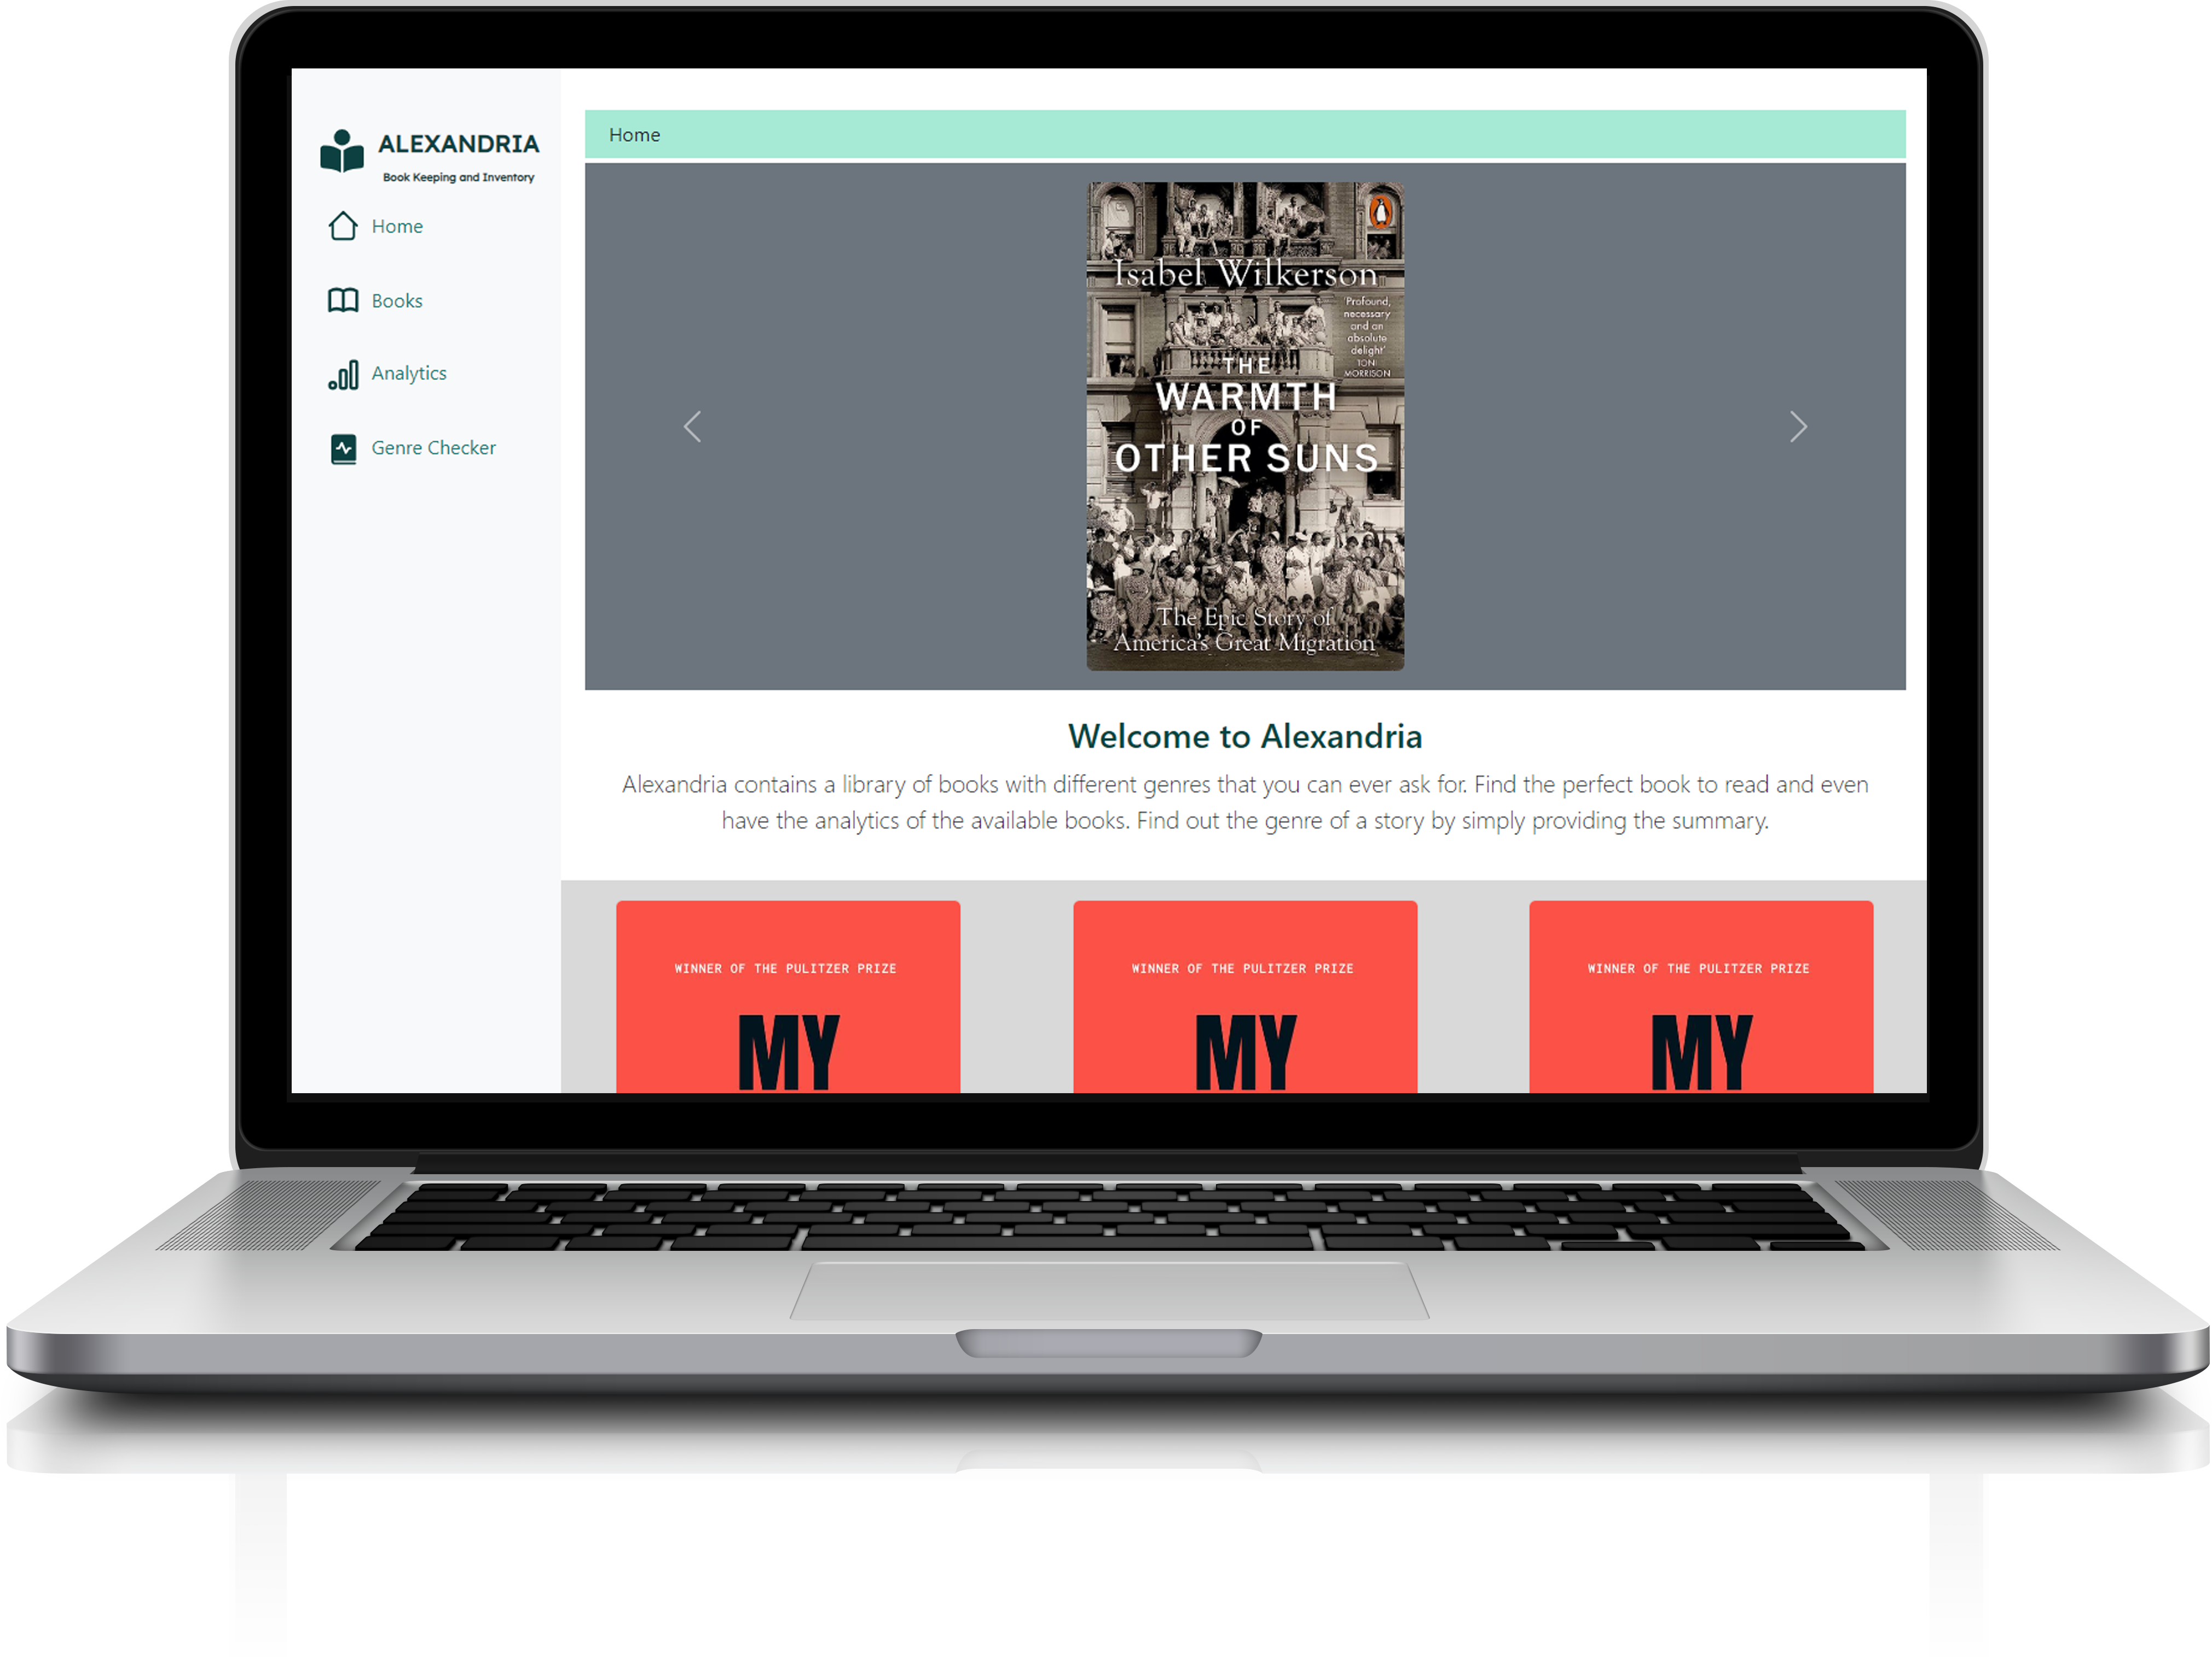 ALEXANDRIA
Book Keeping and Inventory
Home
Books
Analytics
Genre Checker
Home
Isabel Wilkerson
'Profound,
necessary
and an
absolute
delight'
TONI
MORRISON
THE
WARMTH
OF
OTHER SUNS
The Epic Story of
America's Great Migration
Welcome to Alexandria
Alexandria contains a library of books with different genres that you can ever ask for. Find the perfect book to read and even
have the analytics of the available books. Find out the genre of a story by simply providing the summary.
WINNER OF THE PULITZER PRIZE
MY
WINNER OF THE PULITZER PRIZE
MY
WINNER OF THE PULITZER PRIZE
MY